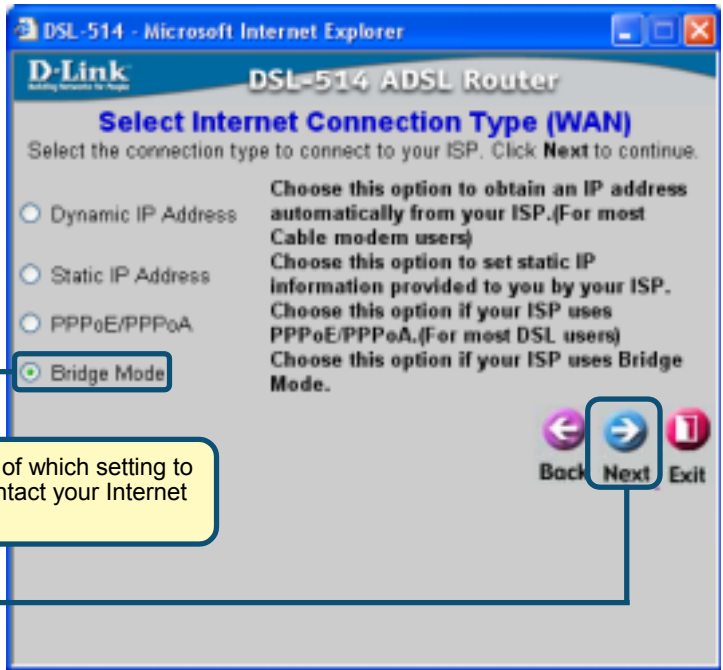 DSL-514 - Microsoft Internet Explorer
D-Link
Building Networks for People
DSL-514 ADSL Router
Select Internet Connection Type (WAN)
Select the connection type to connect to your ISP. Click Next to continue.
Dynamic IP Address
Choose this option to obtain an IP address
automatically from your ISP.(For most
Cable modem users)
Static IP Address
Choose this option to set static IP
information provided to you by your ISP.
PPPoE/PPPoA
Choose this option if your ISP uses
PPPoE/PPPoA.(For most DSL users)
Bridge Mode
Choose this option if your ISP uses Bridge
Mode.
of which setting to
ntact your Internet
Back Next Exit